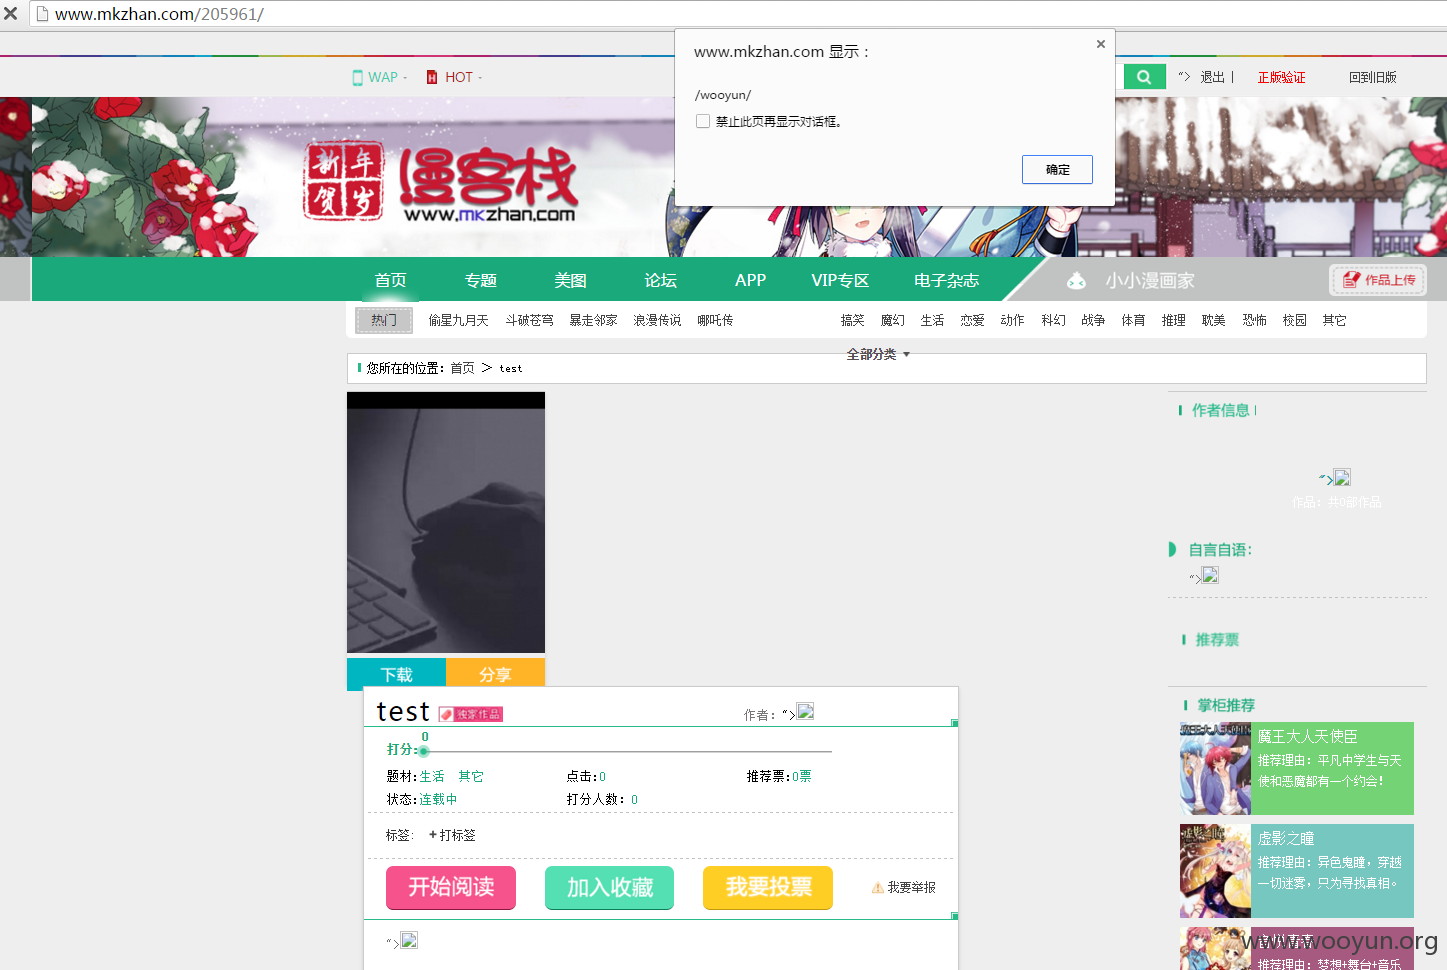 www.mkzhan.com/205961/
www.mkzhan.com 显示：
/wooyun/
禁止此页再显示对话框。
确定
WAP
HOT
“> 退出 |
正版验证
回到旧版
新年
贺岁
漫客栈
www.mkzhan.com
首页 专题 美图 论坛 APP VIP专区 电子杂志
小小漫画家
作品上传
热门 偷星九月天 斗破苍穹 暴走邻家 浪漫传说 哪吒传
搞笑 魔幻 生活 恋爱 动作 科幻 战争 体育 推理 耽美 恐怖 校园 其它
全部分类
您所在的位置：首页 > test
下载 分享
test 独家作品
作者：“>
0
打分:
题材:生活 其它 点击:0 推荐票:0票
状态:连载中 打分人数：0
标签： +打标签
开始阅读 加入收藏 我要投票 我要举报
“>
作者信息
“>
作品：共0部作品
自言自语：
“>
推荐票
掌柜推荐
魔王大人天使臣
推荐理由：平凡中学生与天
使和恶魔都有一个约会！
虚影之瞳
推荐理由：异色鬼瞳，穿越
一切迷雾，只为寻找真相。
推荐理由：梦想+舞台+音乐
www.wooyun.org